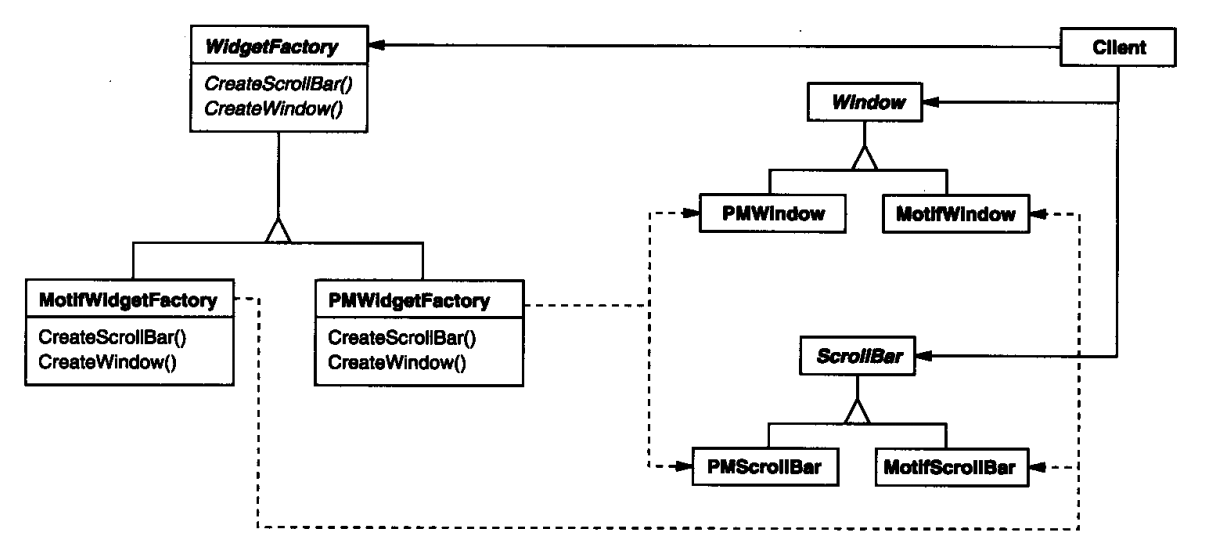 WidgetFactory
CreateScrollBar()
CreateWindow()
Client
Window
PMWindow
MotifWindow
MotifWidgetFactory
CreateScrollBar()
CreateWindow()
PMWidgetFactory
CreateScrollBar()
CreateWindow()
ScrollBar
PMScrollBar
MotifScrollBar